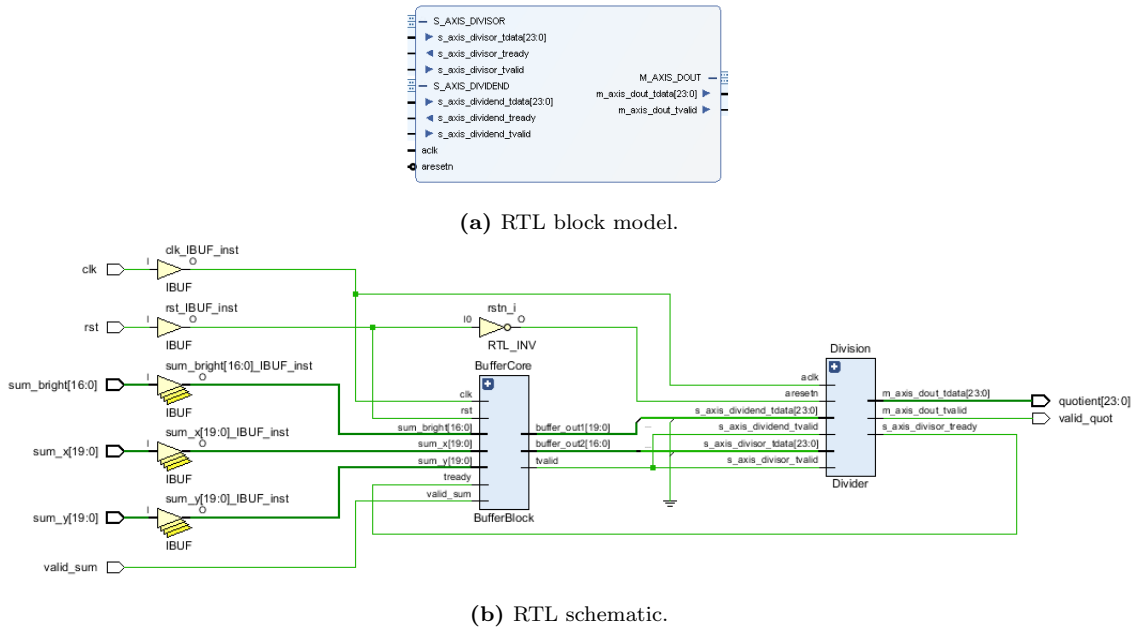 S_AXIS_DIVISOR
s_axis_divisor_tdata[23:0]
s_axis_divisor_tready
s_axis_divisor_tvalid
S_AXIS_DIVIDEND
s_axis_dividend_tdata[23:0]
s_axis_dividend_tready
s_axis_dividend_tvalid
aclk
aresetn
M_AXIS_DOUT
m_axis_dout_tdata[23:0]
m_axis_dout_tvalid
(a) RTL block model.
clk
I
clk_IBUF_inst
O
IBUF
rst
I
rst_IBUF_inst
O
IBUF
I0
rstn_i
O
RTL_INV
sum_bright[16:0]
I
sum_bright[16:0]_IBUF_inst
O
IBUF
sum_x[19:0]
I
sum_x[19:0]_IBUF_inst
O
IBUF
sum_y[19:0]
I
sum_y[19:0]_IBUF_inst
O
IBUF
valid_sum
BufferCore
clk
rst
sum_bright[16:0]
sum_x[19:0]
sum_y[19:0]
tready
valid_sum
buffer_out1[19:0]
buffer_out2[16:0]
tvalid
BufferBlock
Division
aclk
aresetn
s_axis_dividend_tdata[23:0]
s_axis_dividend_tvalid
s_axis_divisor_tdata[23:0]
s_axis_divisor_tvalid
m_axis_dout_tdata[23:0]
m_axis_dout_tvalid
s_axis_divisor_tready
Divider
quotient[23:0]
valid_quot
(b) RTL schematic.